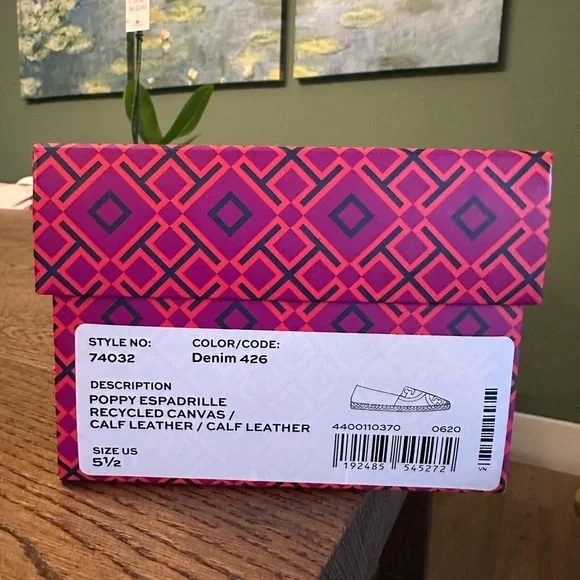 STYLE NO: COLOR/CODE:
74032 Denim 426
DESCRIPTION
POPPY ESPADRILLE
RECYCLED CANVAS /
CALF LEATHER / CALF LEATHER
4400110370 0620
SIZE US
5½
192485 545272
VN